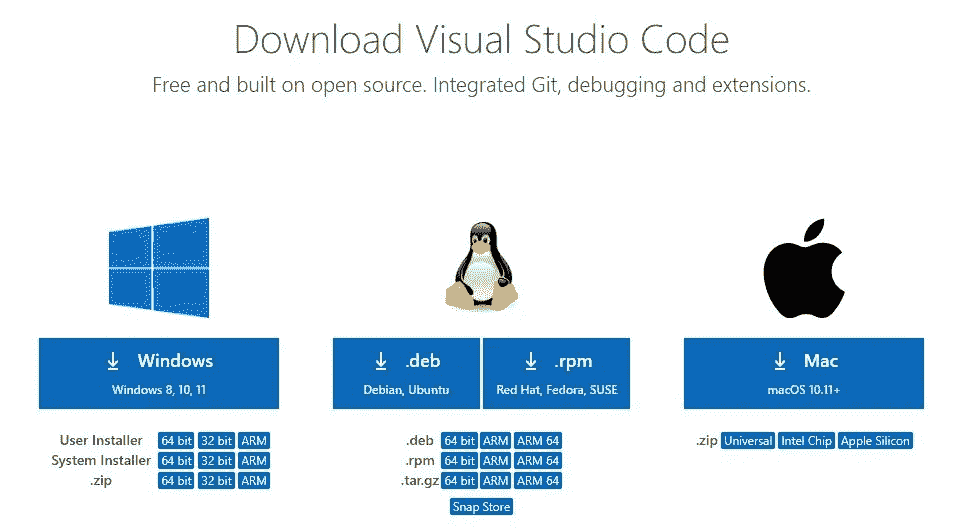 Download Visual Studio Code
Free and built on open source. Integrated Git, debugging and extensions.
Windows
Windows 8, 10, 11
.deb
Debian, Ubuntu
.rpm
Red Hat, Fedora, SUSE
Mac
macOS 10.11+
User Installer 64 bit 32 bit ARM
System Installer 64 bit 32 bit ARM
.zip 64 bit 32 bit ARM
.deb 64 bit ARM ARM 64
.rpm 64 bit ARM ARM 64
.tar.gz 64 bit ARM ARM 64
Snap Store
.zip Universal Intel Chip Apple Silicon